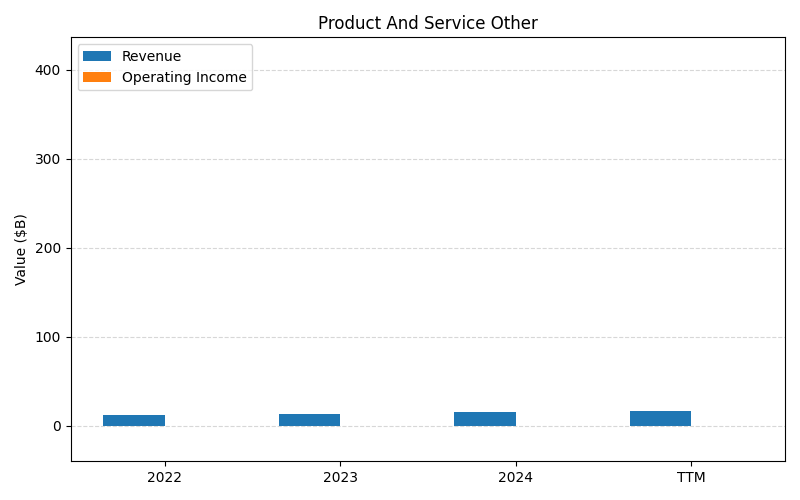 Product And Service Other
Revenue
Operating Income
Value ($B)
400
300
200
100
0
2022
2023
2024
TTM